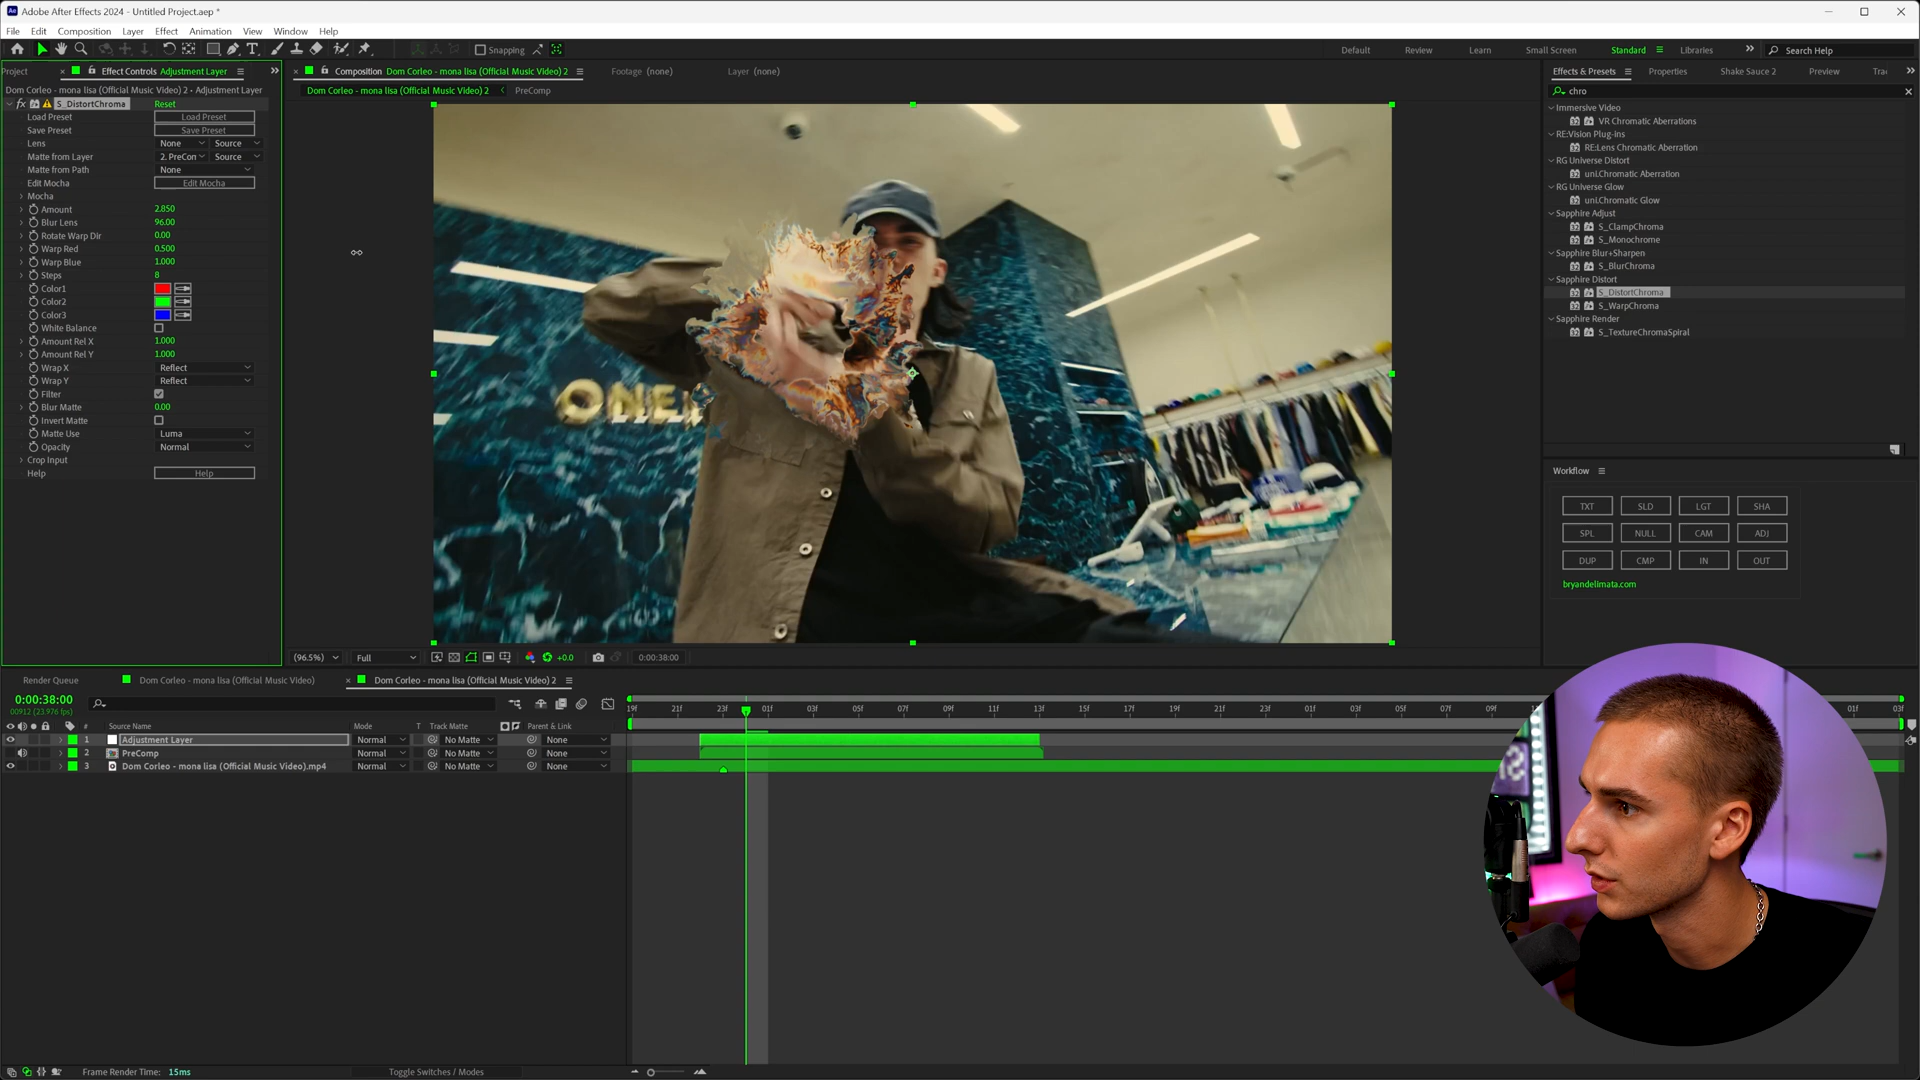 Adobe After Effects 2024 - Untitled Project.aep *
File Edit Composition Layer Effect Animation View Window Help
Snapping
Default Review Learn Small Screen Standard Libraries Search Help
Project Effect Controls Adjustment Layer
Composition Dom Corleo - mona lisa (Official Music Video) 2 Footage (none) Layer (none)
Effects & Presets Properties Shake Sauce 2 Preview Trac
Dom Corleo - mona lisa (Official Music Video) 2 • Adjustment Layer
Dom Corleo - mona lisa (Official Music Video) 2 PreComp
chro
fx S_DistortChroma Reset
Load Preset Load Preset
Save Preset Save Preset
Lens None Source
Matte from Layer 2. PreCon Source
Matte from Path None
Edit Mocha Edit Mocha
Mocha
Amount 2.850
Blur Lens 96.00
Rotate Warp Dir 0.00
Warp Red 0.500
Warp Blue 1.000
Steps 8
Color1
Color2
Color3
White Balance
Amount Rel X 1.000
Amount Rel Y 1.000
Wrap X Reflect
Wrap Y Reflect
Filter
Blur Matte 0.00
Invert Matte
Matte Use Luma
Opacity Normal
Crop Input
Help Help
ONE
Immersive Video
VR Chromatic Aberrations
RE:Vision Plug-ins
RE:Lens Chromatic Aberration
RG Universe Distort
uni.Chromatic Aberration
RG Universe Glow
uni.Chromatic Glow
Sapphire Adjust
S_ClampChroma
S_Monochrome
Sapphire Blur+Sharpen
S_BlurChroma
Sapphire Distort
S_DistortChroma
S_WarpChroma
Sapphire Render
S_TextureChromaSpiral
Workflow
TXT SLD LGT SHA
SPL NULL CAM ADJ
DUP CMP IN OUT
bryandelimata.com
(96.5%) Full +0.0 0:00:38:00
Render Queue Dom Corleo - mona lisa (Official Music Video) Dom Corleo - mona lisa (Official Music Video) 2
0:00:38:00
00912 (23.976 fps)
19f 21f 23f 01f 03f 05f 07f 09f 11f 13f 15f 17f 19f 21f 23f 01f 03f 05f 07f 09f 11f 01f 03f
# Source Name Mode T Track Matte Parent & Link
1 Adjustment Layer Normal No Matte None
2 PreComp Normal No Matte None
3 Dom Corleo - mona lisa (Official Music Video).mp4 Normal No Matte None
Frame Render Time: 15ms Toggle Switches / Modes